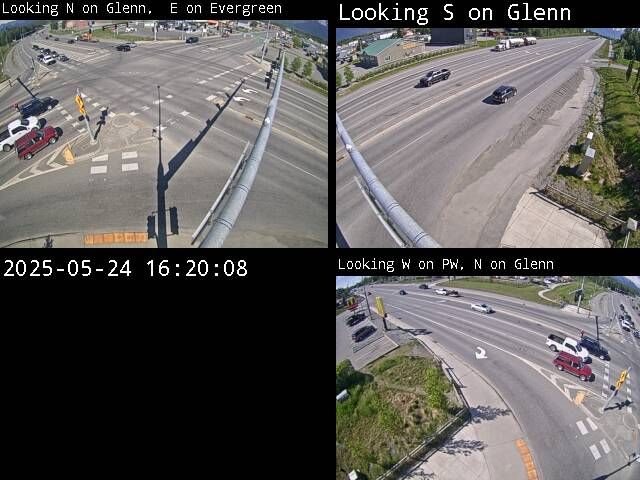 Looking N on Glenn,  E on Evergreen
Looking S on Glenn
2025-05-24 16:20:08
Looking W on PW, N on Glenn